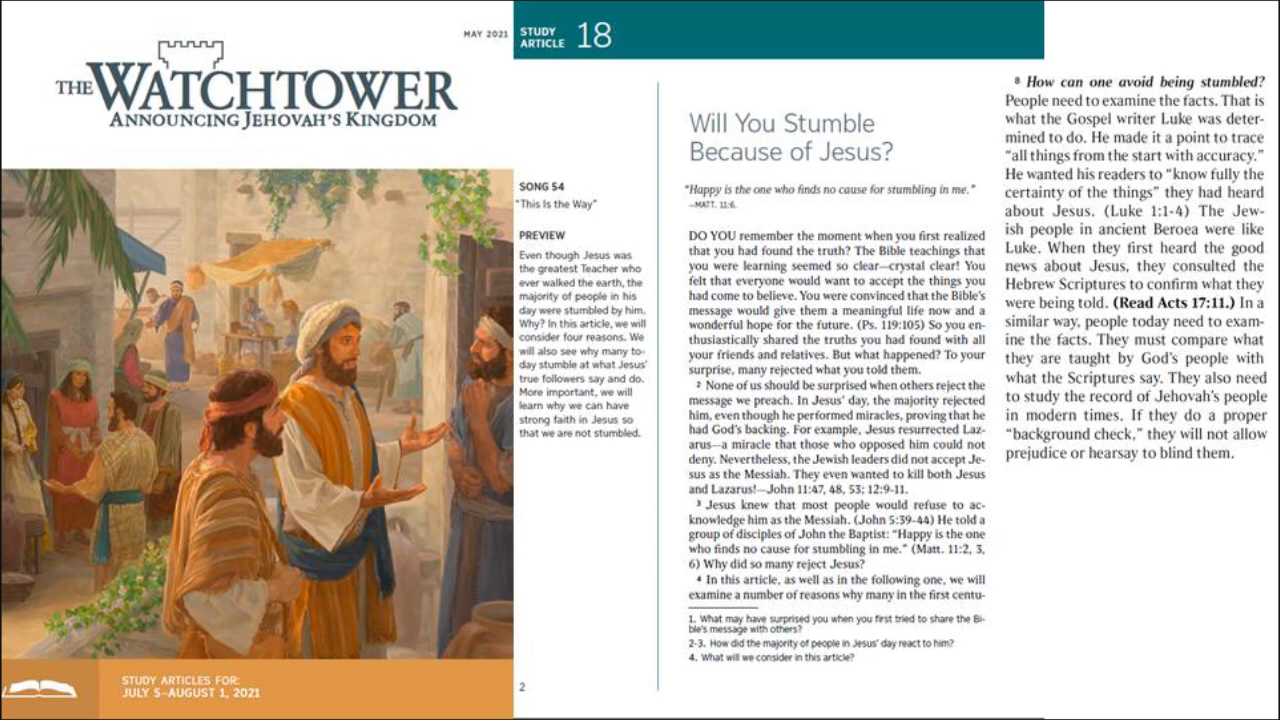 THE WATCHTOWER
ANNOUNCING JEHOVAH'S KINGDOM
STUDY ARTICLES FOR:
JULY 5–AUGUST 1, 2021
MAY 2021
STUDY
ARTICLE 18
SONG 54
"This Is the Way"
PREVIEW
Even though Jesus was
the greatest Teacher who
ever walked the earth, the
majority of people in his
day were stumbled by him.
Why? In this article, we will
consider four reasons. We
will also see why many to-
day stumble at what Jesus'
true followers say and do.
More important, we will
learn why we can have
strong faith in Jesus so
that we are not stumbled.
2
Will You Stumble
Because of Jesus?
"Happy is the one who finds no cause for stumbling in me."
—MATT. 11:6.
DO YOU remember the moment when you first realized
that you had found the truth? The Bible teachings that
you were learning seemed so clear—crystal clear! You
felt that everyone would want to accept the things you
had come to believe. You were convinced that the Bible's
message would give them a meaningful life now and a
wonderful hope for the future. (Ps. 119:105) So you en-
thusiastically shared the truths you had found with all
your friends and relatives. But what happened? To your
surprise, many rejected what you told them.
2 None of us should be surprised when others reject the
message we preach. In Jesus' day, the majority rejected
him, even though he performed miracles, proving that he
had God's backing. For example, Jesus resurrected Laz-
arus—a miracle that those who opposed him could not
deny. Nevertheless, the Jewish leaders did not accept Je-
sus as the Messiah. They even wanted to kill both Jesus
and Lazarus!—John 11:47, 48, 53; 12:9-11.
3 Jesus knew that most people would refuse to ac-
knowledge him as the Messiah. (John 5:39-44) He told a
group of disciples of John the Baptist: "Happy is the one
who finds no cause for stumbling in me." (Matt. 11:2, 3,
6) Why did so many reject Jesus?
4 In this article, as well as in the following one, we will
examine a number of reasons why many in the first centu-
1. What may have surprised you when you first tried to share the Bi-
ble's message with others?
2-3. How did the majority of people in Jesus' day react to him?
4. What will we consider in this article?
8 How can one avoid being stumbled?
People need to examine the facts. That is
what the Gospel writer Luke was deter-
mined to do. He made it a point to trace
"all things from the start with accuracy."
He wanted his readers to "know fully the
certainty of the things" they had heard
about Jesus. (Luke 1:1-4) The Jew-
ish people in ancient Beroea were like
Luke. When they first heard the good
news about Jesus, they consulted the
Hebrew Scriptures to confirm what they
were being told. (Read Acts 17:11.) In a
similar way, people today need to exam-
ine the facts. They must compare what
they are taught by God's people with
what the Scriptures say. They also need
to study the record of Jehovah's people
in modern times. If they do a proper
"background check," they will not allow
prejudice or hearsay to blind them.